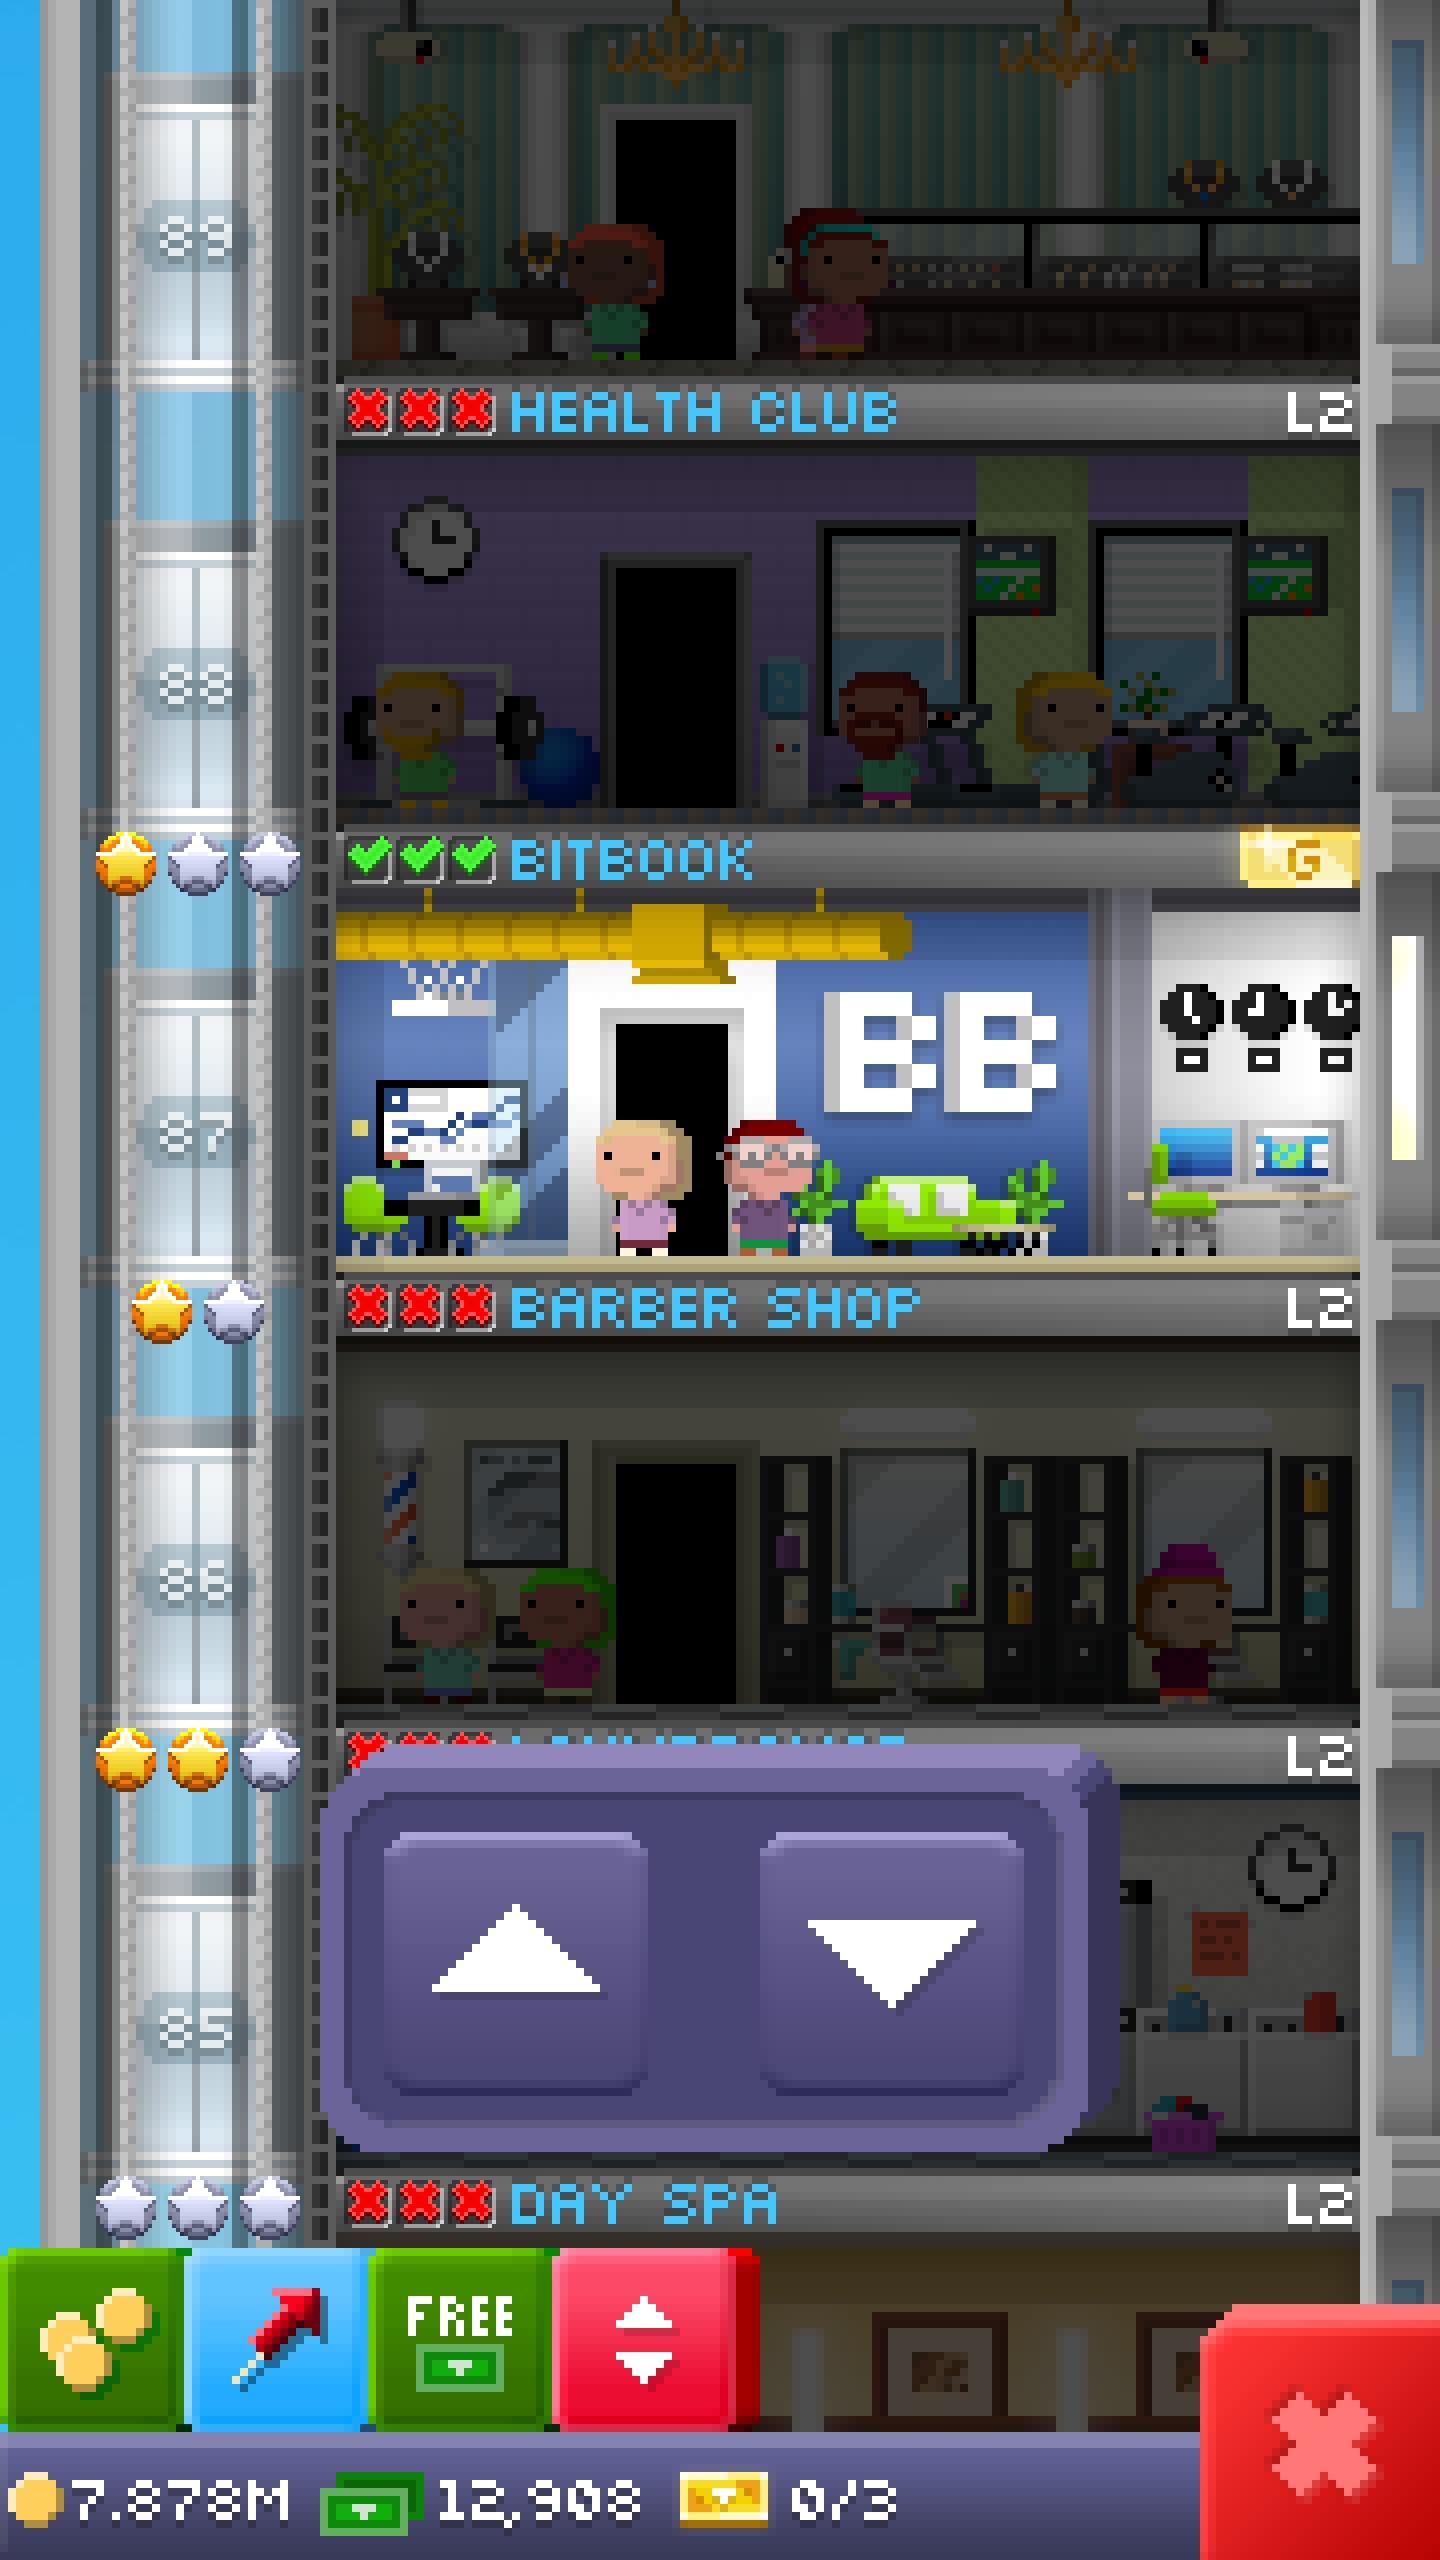 89
HEALTH CLUB L2
88
BITBOOK G
BB
87
BARBER SHOP L2
86
L2
85
DAY SPA L2
FREE
7.878M 12,908 0/3